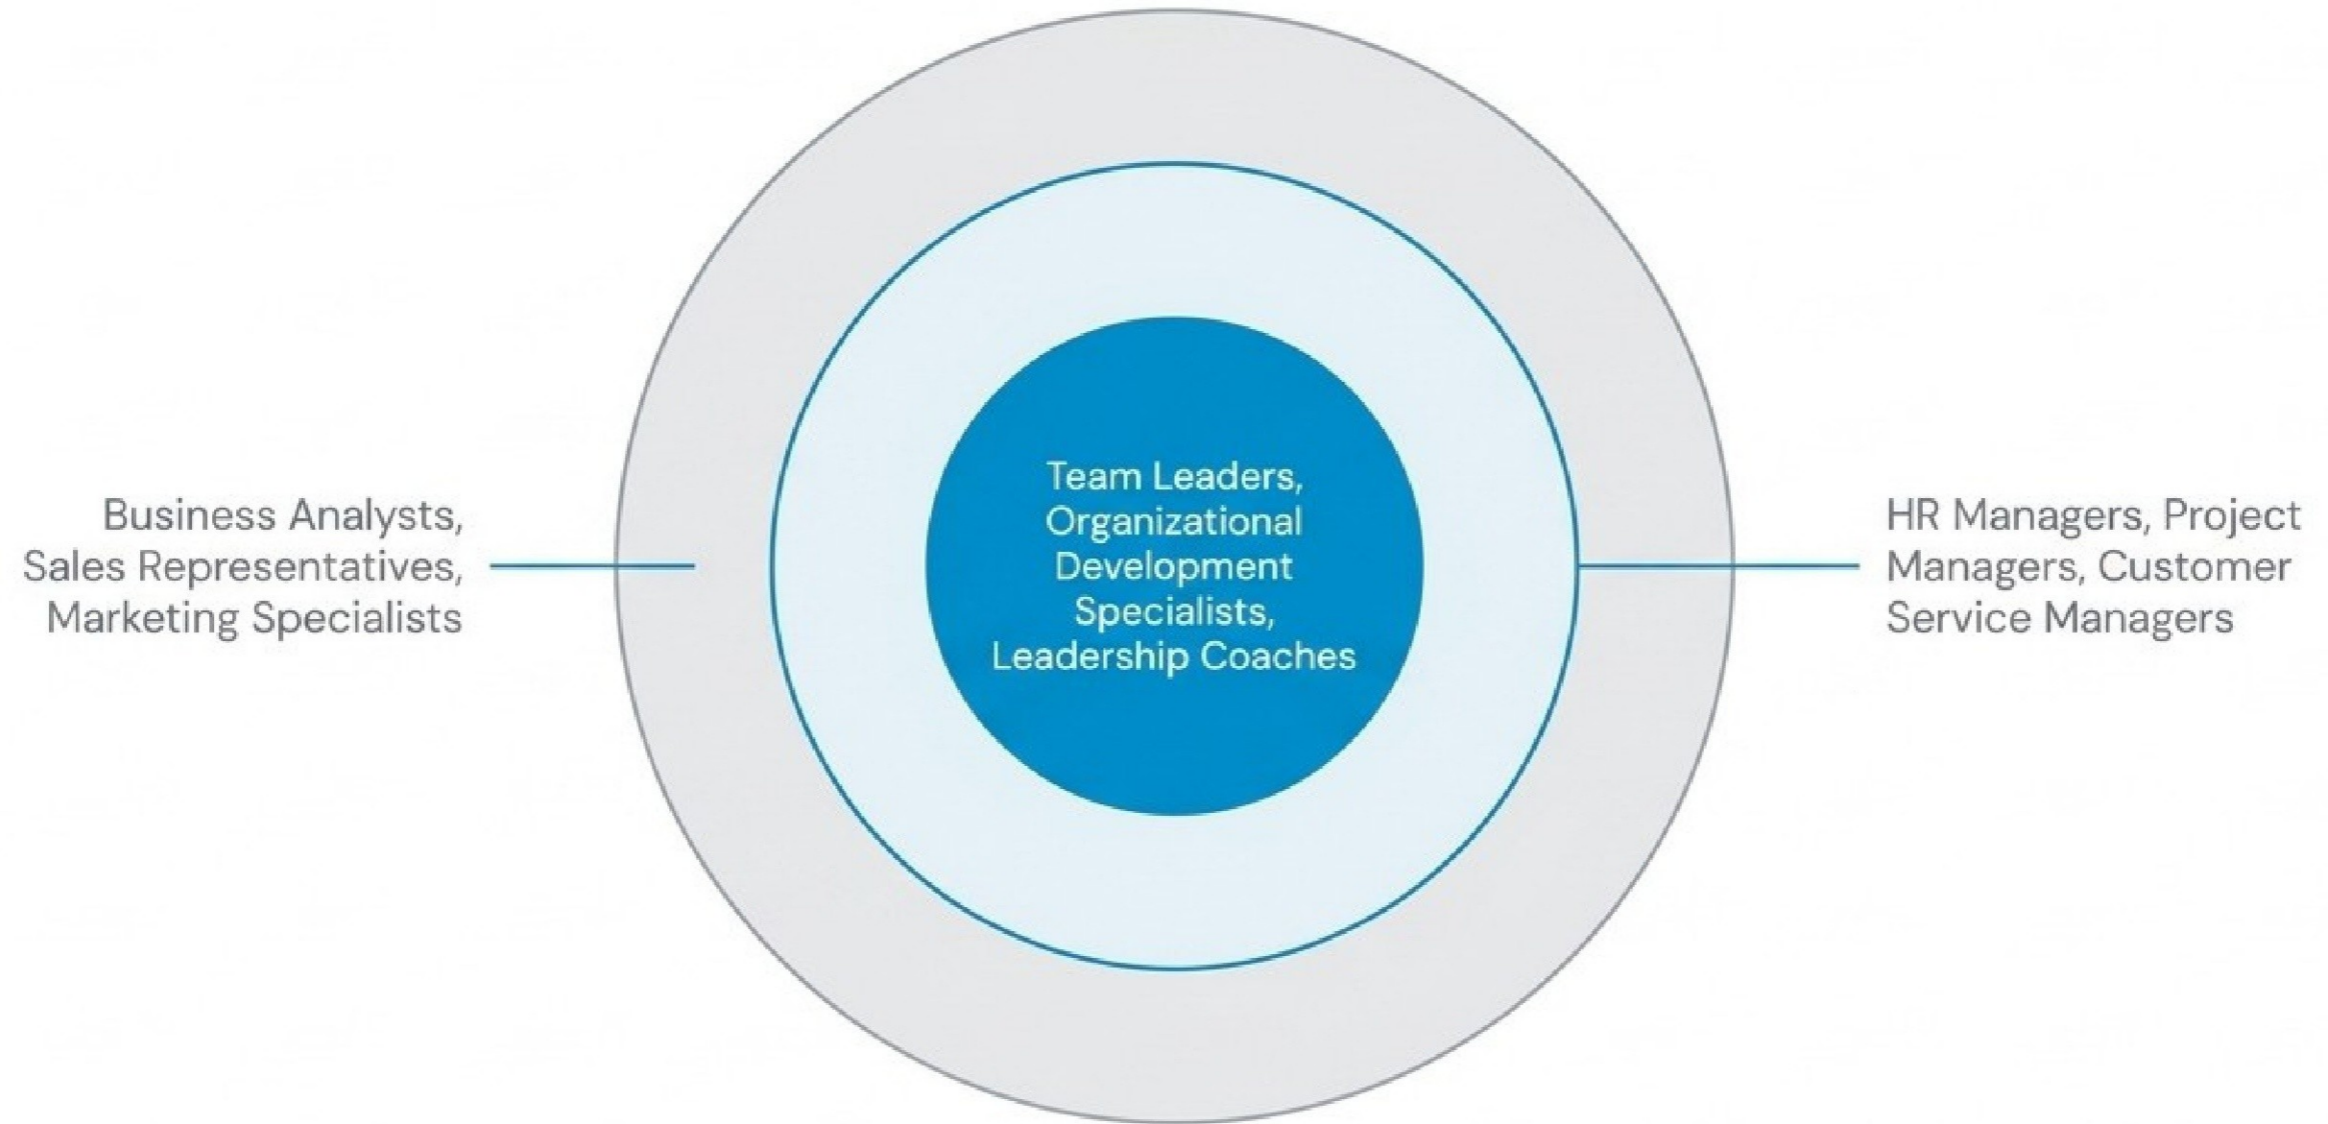 Business Analysts,
Sales Representatives,
Marketing Specialists
Team Leaders,
Organizational
Development
Specialists,
Leadership Coaches
HR Managers, Project
Managers, Customer
Service Managers